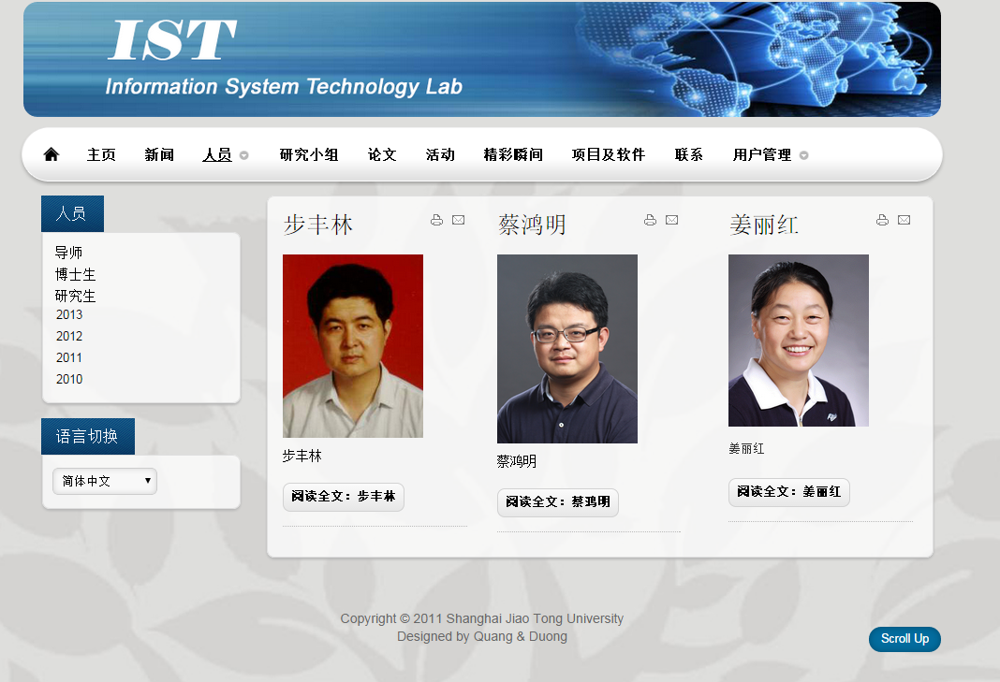 IST
Information System Technology Lab
主页 新闻 人员 研究小组 论文 活动 精彩瞬间 项目及软件 联系 用户管理
人员
导师
博士生
研究生
2013
2012
2011
2010
语言切换
简体中文
步丰林
步丰林
阅读全文：步丰林
蔡鸿明
蔡鸿明
阅读全文：蔡鸿明
姜丽红
姜丽红
阅读全文：姜丽红
Copyright © 2011 Shanghai Jiao Tong University
Designed by Quang & Duong
Scroll Up